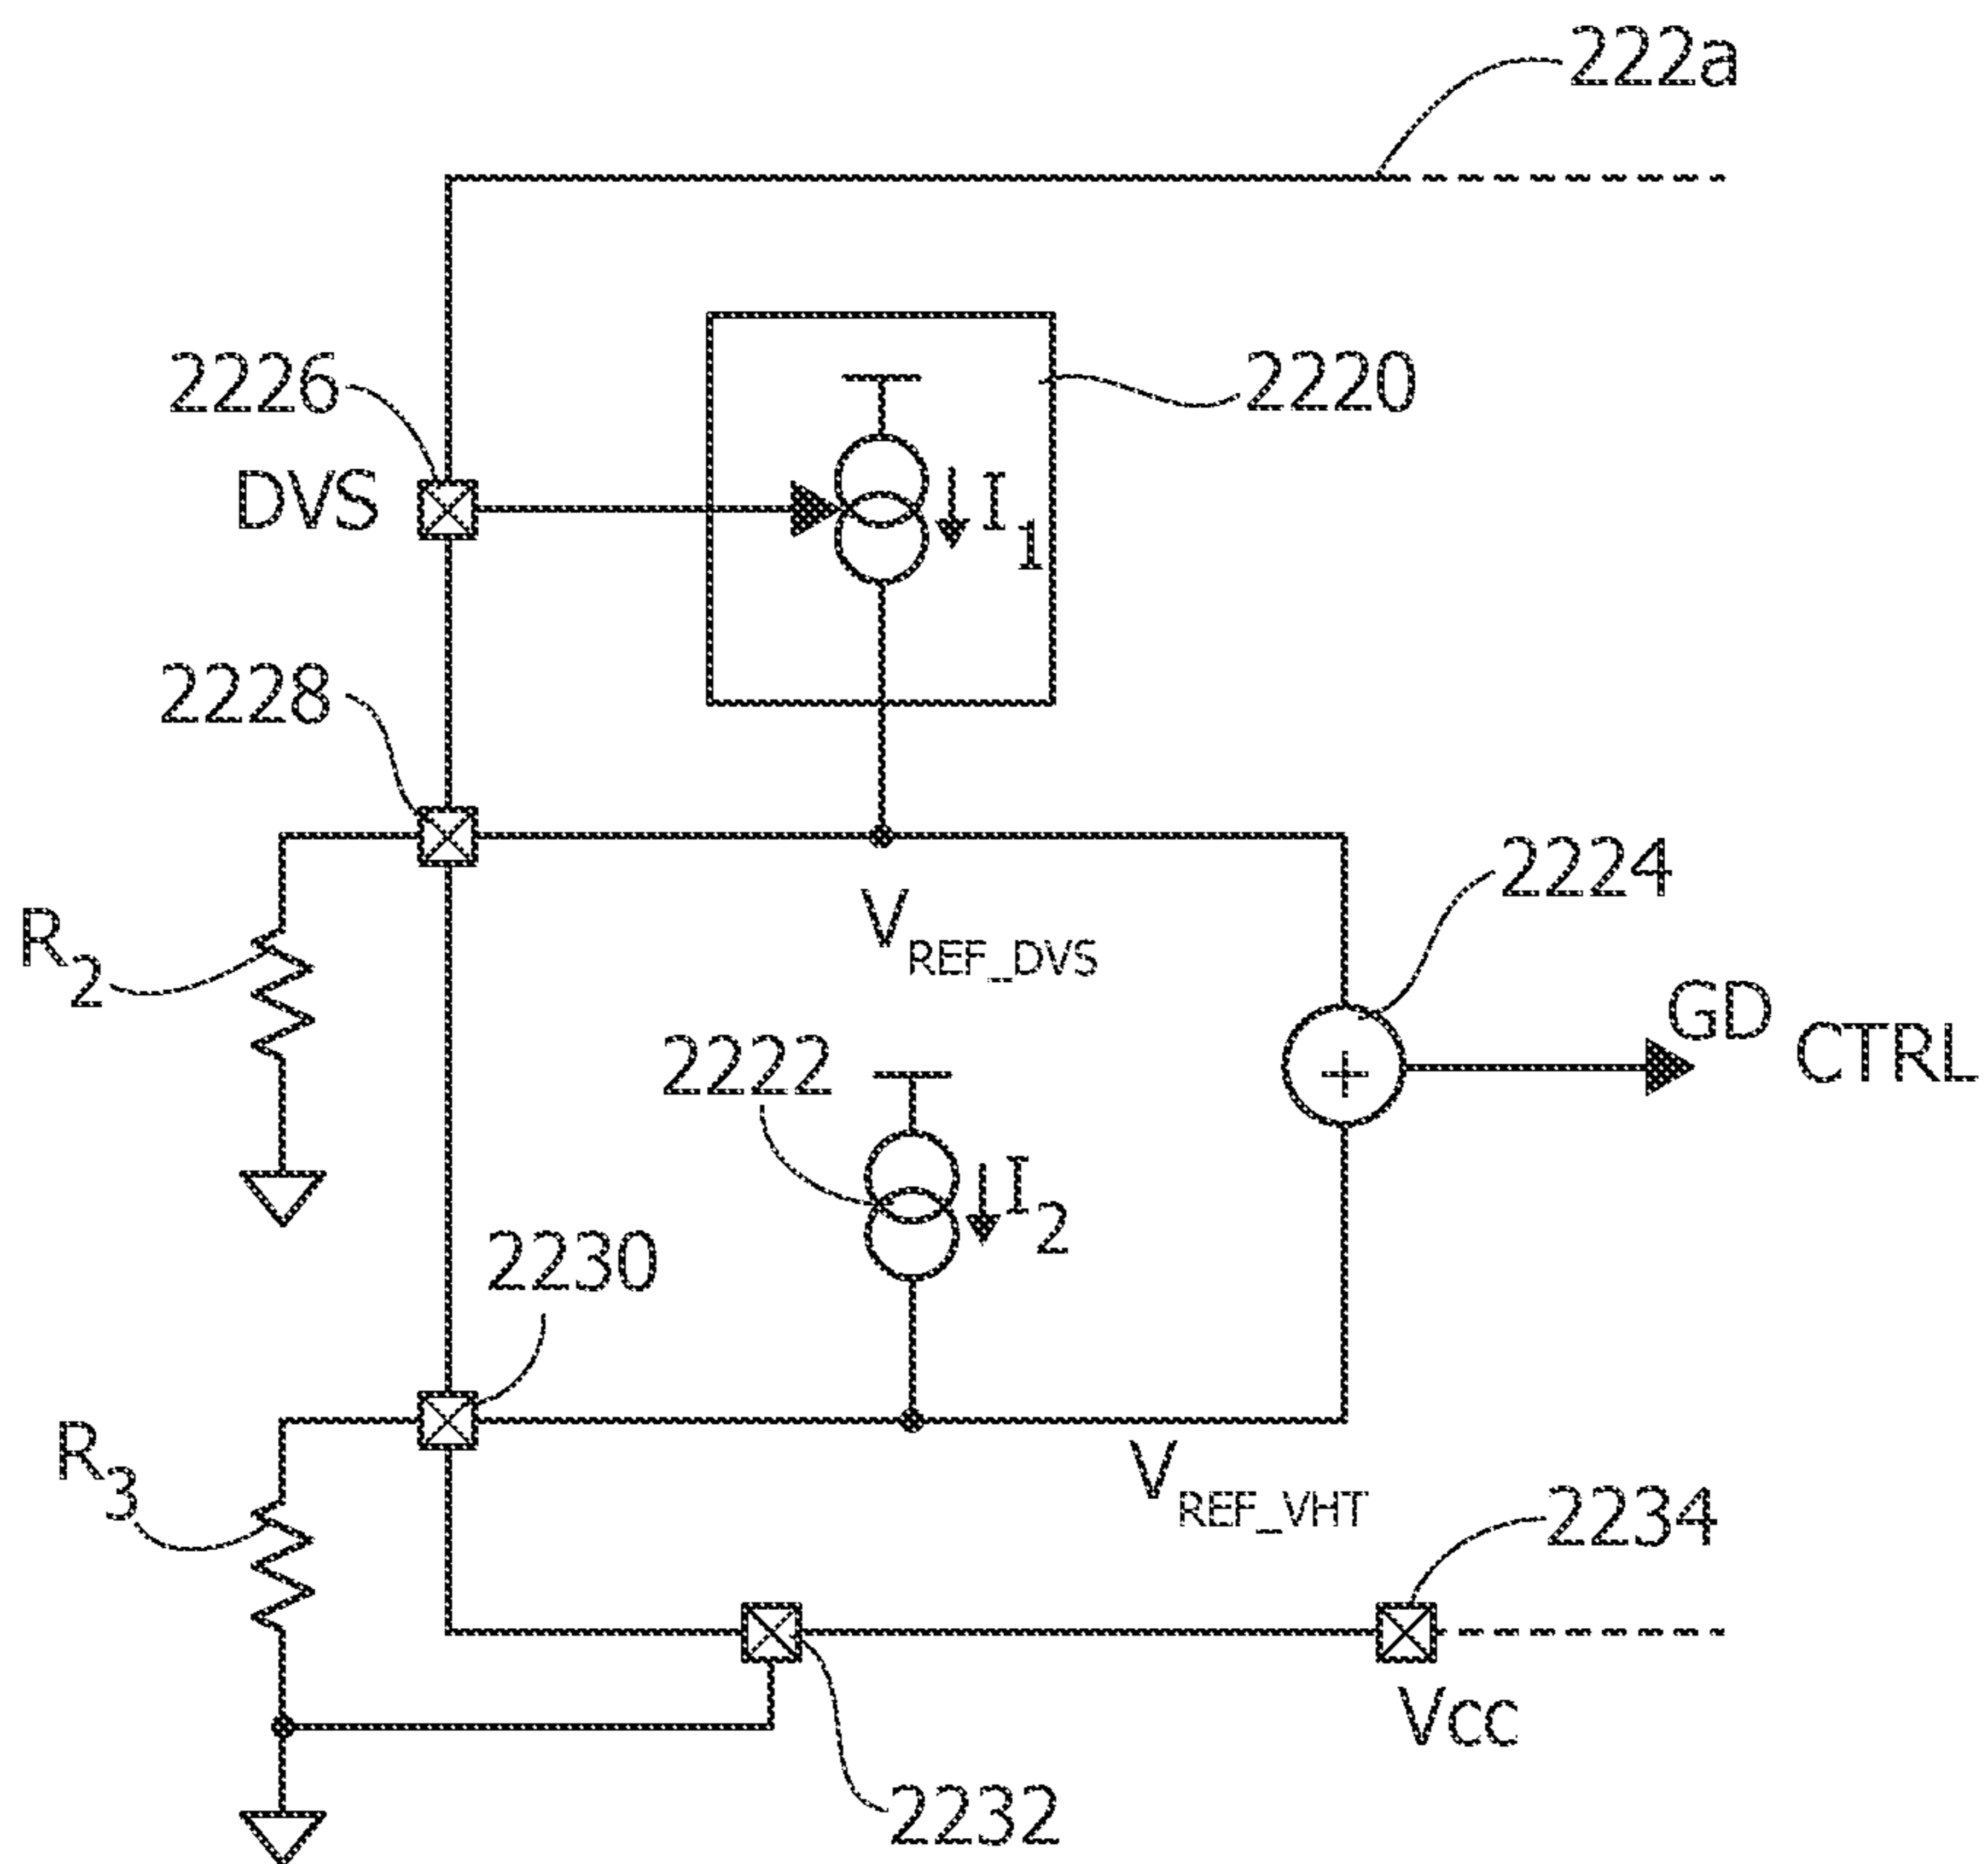 222a
2226
2220
DVS
I1
2228
2224
R2
VREF_DVS
GD CTRL
2222
I2
2230
R3
VREF_VHT
2234
Vcc
2232